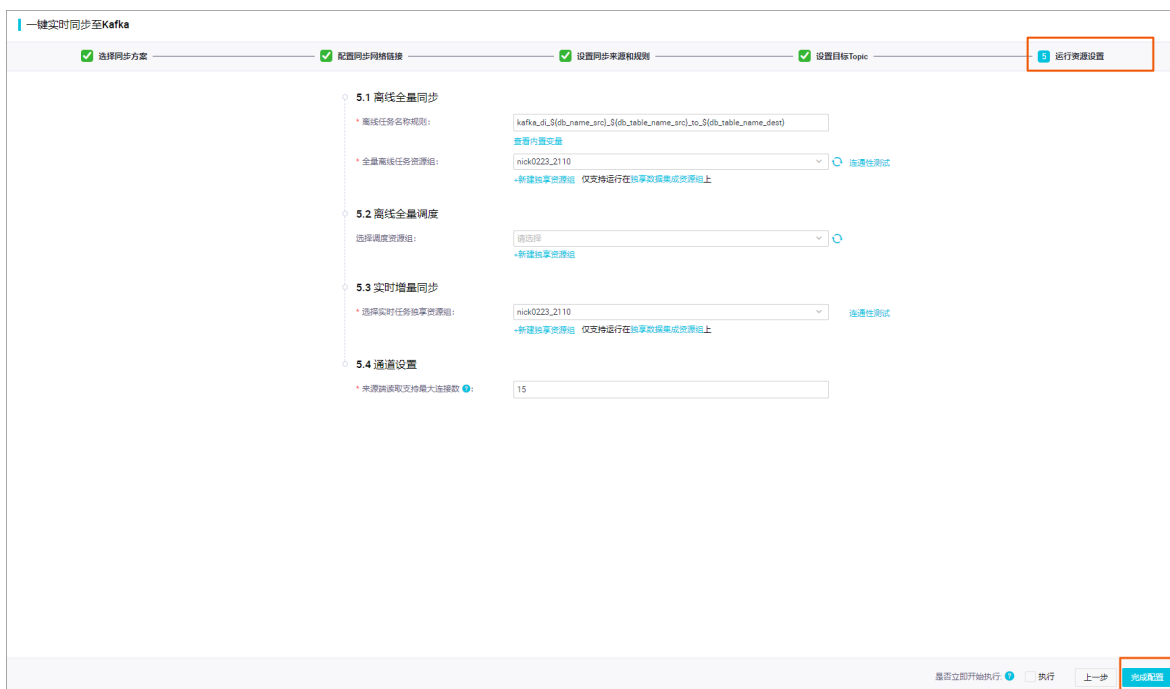 一键实时同步至Kafka
选择同步方案
配置同步网络链接
设置同步来源和规则
设置目标Topic
5 运行资源设置
5.1 离线全量同步
* 离线任务名称规则:
kafka_di_${db_name_src}_${db_table_name_src}_to_${db_table_name_dest}
查看内置变量
* 全量离线任务资源组:
nick0223_2110
连通性测试
+新建独享资源组 仅支持运行在独享数据集成资源组上
5.2 离线全量调度
选择调度资源组:
请选择
+新建独享资源组
5.3 实时增量同步
* 选择实时任务独享资源组:
nick0223_2110
连通性测试
+新建独享资源组 仅支持运行在独享数据集成资源组上
5.4 通道设置
* 来源端读取支持最大连接数 ?:
15
是否立即开始执行 ? 执行 上一步 完成配置